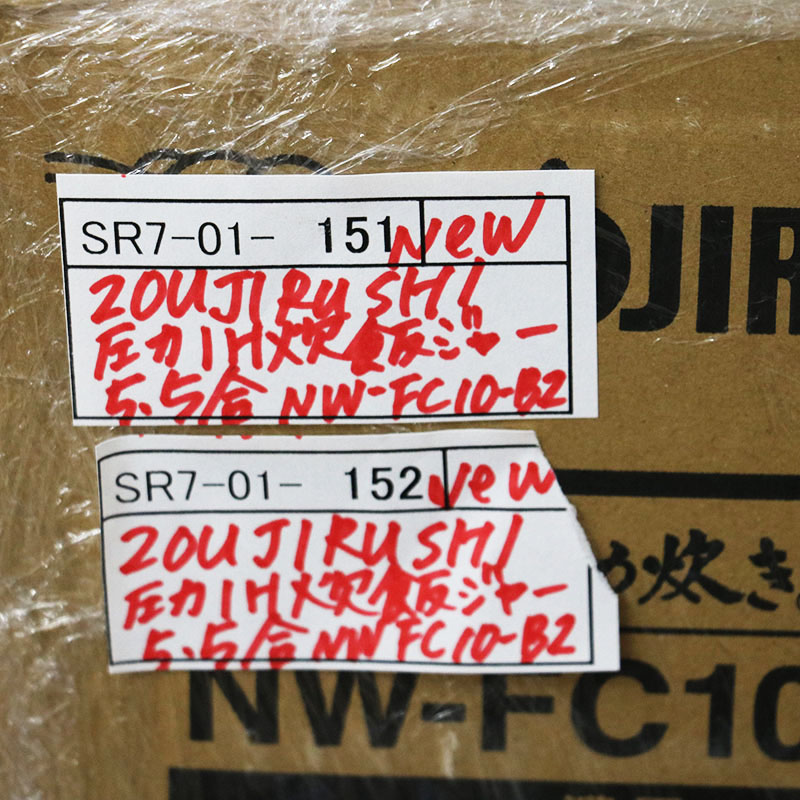 SR7-01- 151 NEW
ZOUJIRUSHI
圧力IH炊飯ジャー
5.5合 NW-FC10-B2
OJIR
SR7-01- 152 New
ZOUJIRUSHI
圧力IH炊飯ジャー
5.5合 NW FC10-B2
炊き
NW-FC10